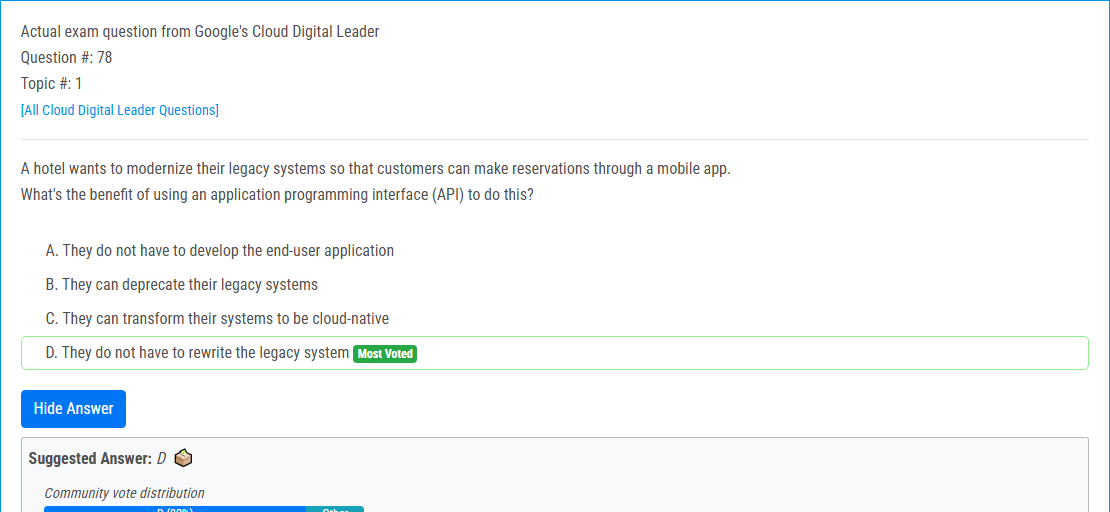 Actual exam question from Google's Cloud Digital Leader
Question #: 78
Topic #: 1
[All Cloud Digital Leader Questions]
A hotel wants to modernize their legacy systems so that customers can make reservations through a mobile app.
What's the benefit of using an application programming interface (API) to do this?
A. They do not have to develop the end-user application
B. They can deprecate their legacy systems
C. They can transform their systems to be cloud-native
D. They do not have to rewrite the legacy system Most Voted
Hide Answer
Suggested Answer: D
Community vote distribution